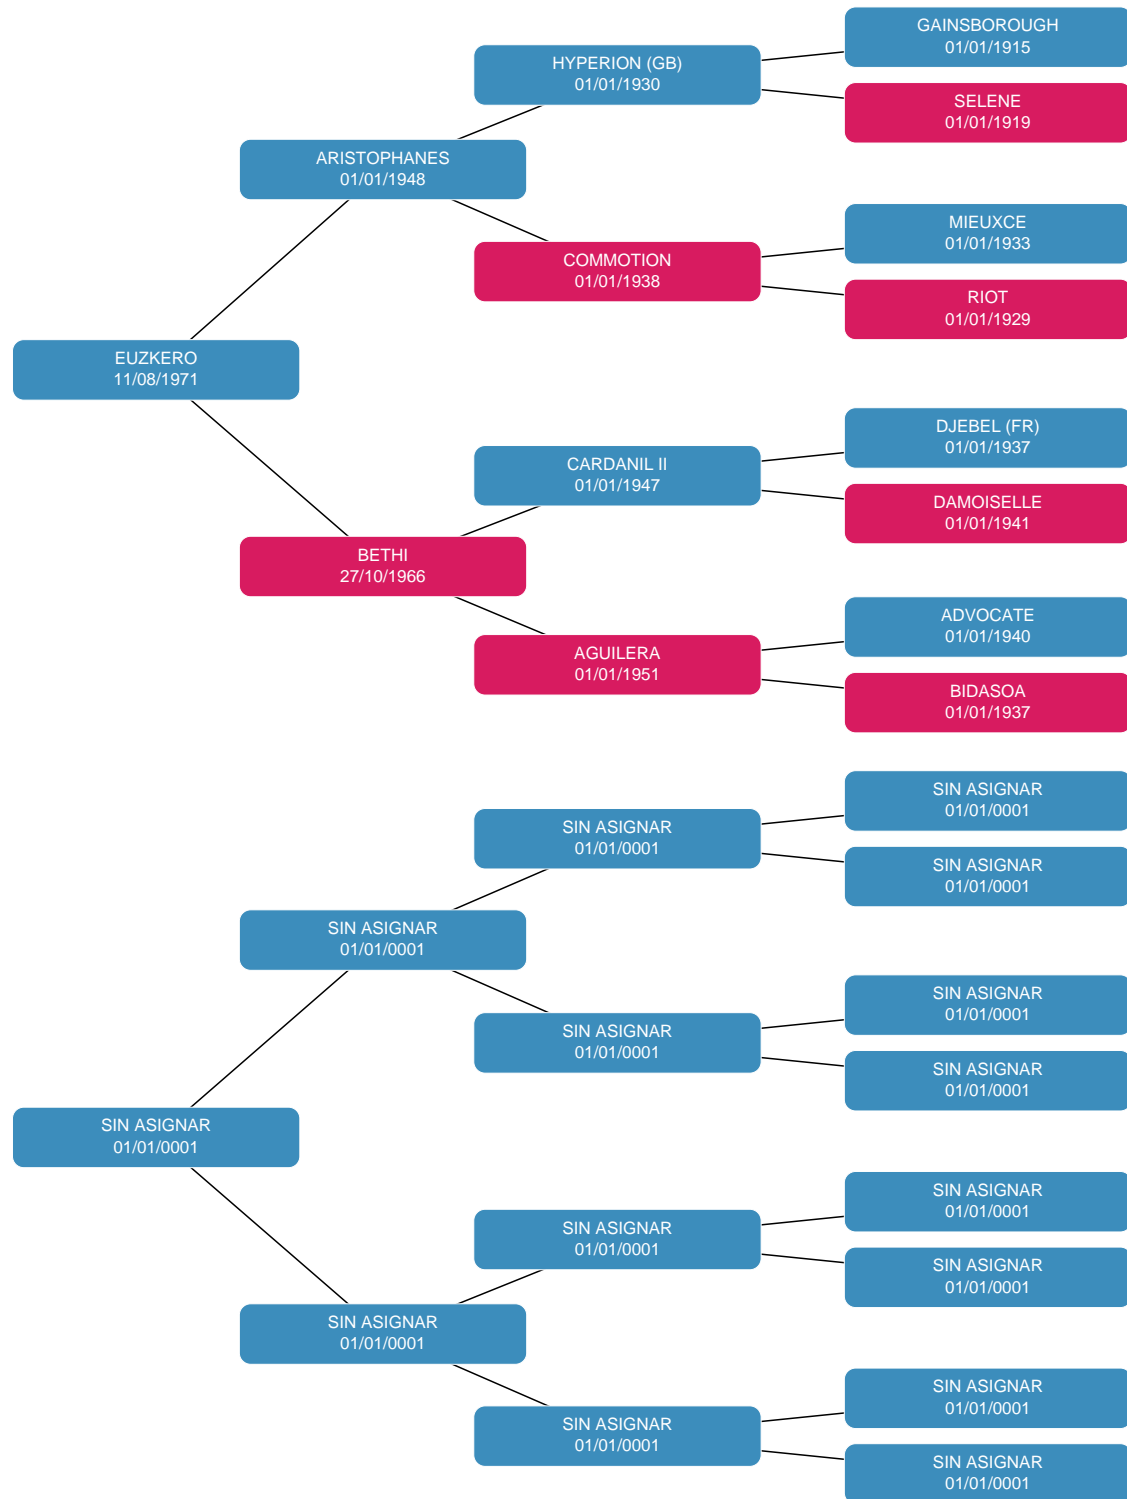 GAINSBOROUGH
01/01/1915
HYPERION (GB)
01/01/1930
SELENE
01/01/1919
ARISTOPHANES
01/01/1948
MIEUXCE
01/01/1933
COMMOTION
01/01/1938
RIOT
01/01/1929
EUZKERO
11/08/1971
DJEBEL (FR)
01/01/1937
CARDANIL II
01/01/1947
DAMOISELLE
01/01/1941
BETHI
27/10/1966
ADVOCATE
01/01/1940
AGUILERA
01/01/1951
BIDASOA
01/01/1937
SIN ASIGNAR
01/01/0001
SIN ASIGNAR
01/01/0001
SIN ASIGNAR
01/01/0001
SIN ASIGNAR
01/01/0001
SIN ASIGNAR
01/01/0001
SIN ASIGNAR
01/01/0001
SIN ASIGNAR
01/01/0001
SIN ASIGNAR
01/01/0001
SIN ASIGNAR
01/01/0001
SIN ASIGNAR
01/01/0001
SIN ASIGNAR
01/01/0001
SIN ASIGNAR
01/01/0001
SIN ASIGNAR
01/01/0001
SIN ASIGNAR
01/01/0001
SIN ASIGNAR
01/01/0001